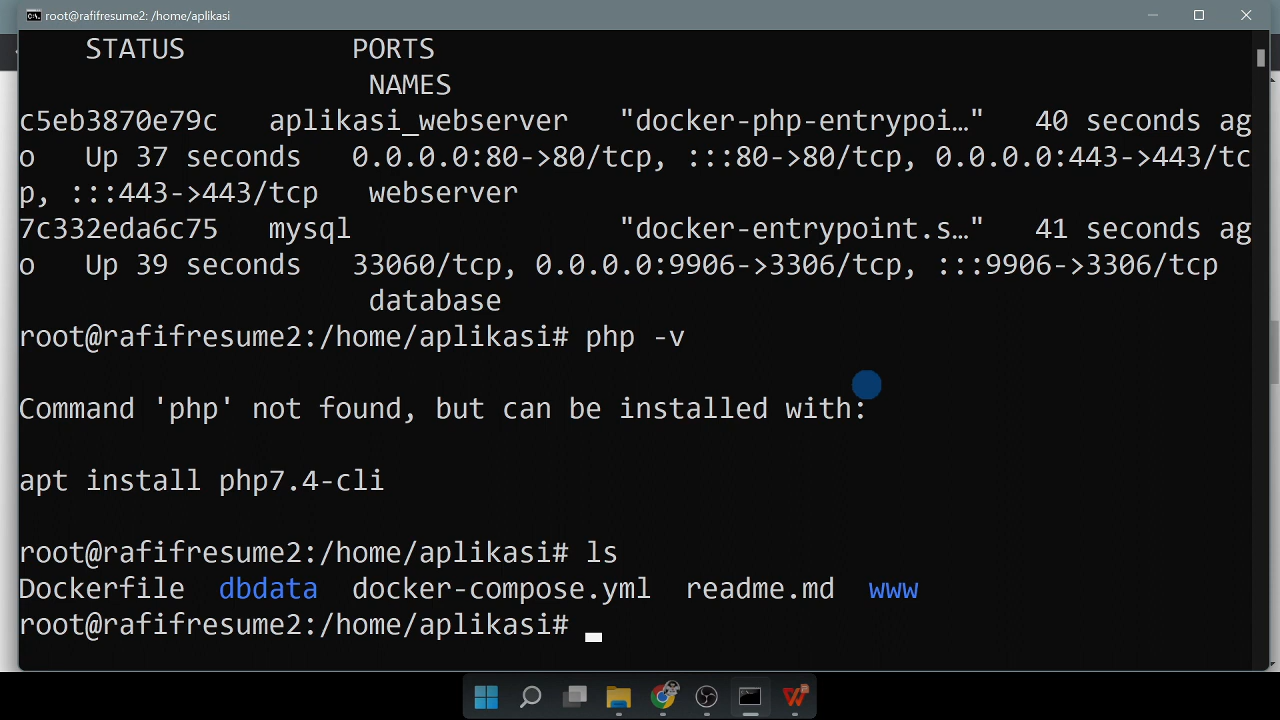 root@rafifresume2: /home/aplikasi
STATUS PORTS
NAMES
c5eb3870e79c aplikasi_webserver "docker-php-entrypoi…" 40 seconds ag
o Up 37 seconds 0.0.0.0:80->80/tcp, :::80->80/tcp, 0.0.0.0:443->443/tc
p, :::443->443/tcp webserver
7c332eda6c75 mysql "docker-entrypoint.s…" 41 seconds ag
o Up 39 seconds 33060/tcp, 0.0.0.0:9906->3306/tcp, :::9906->3306/tcp
database
root@rafifresume2:/home/aplikasi# php -v
Command 'php' not found, but can be installed with:
apt install php7.4-cli
root@rafifresume2:/home/aplikasi# ls
Dockerfile dbdata docker-compose.yml readme.md www
root@rafifresume2:/home/aplikasi#